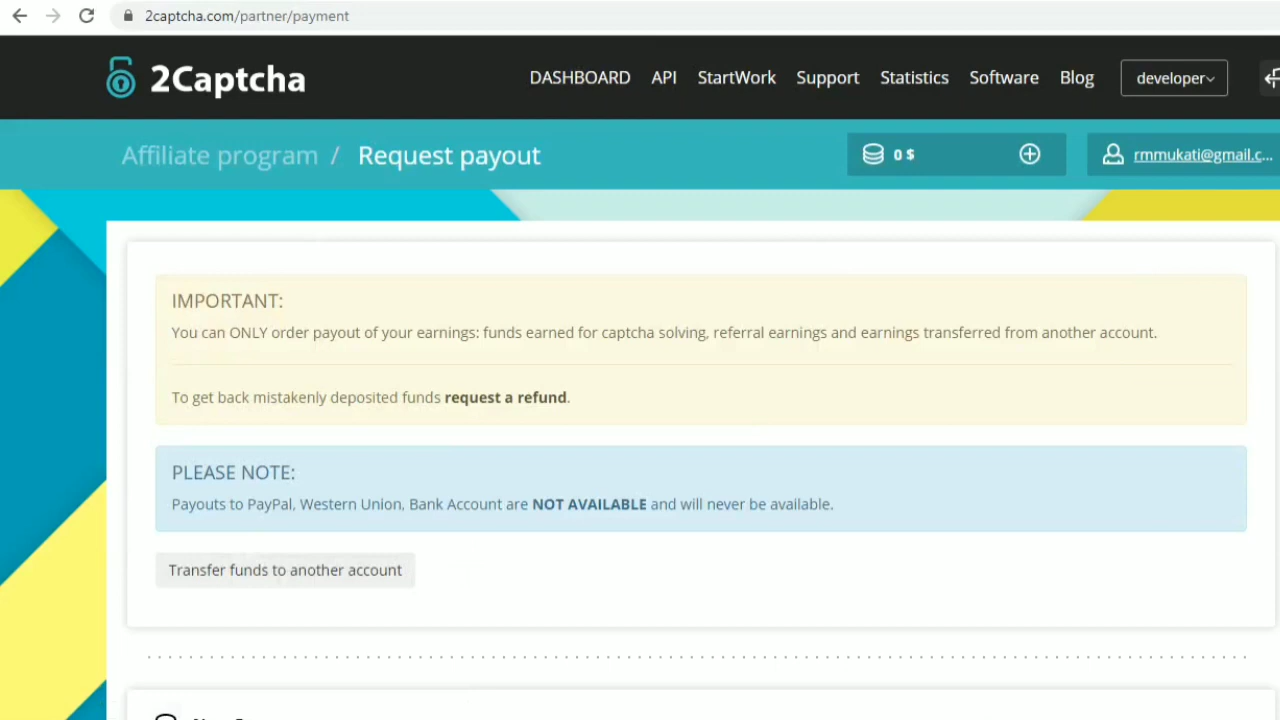 2captcha.com/partner/payment
2Captcha DASHBOARD API StartWork Support Statistics Software Blog developer
Affiliate program / Request payout 0 $ rmmukati@gmail.c...
IMPORTANT:
You can ONLY order payout of your earnings: funds earned for captcha solving, referral earnings and earnings transferred from another account.
To get back mistakenly deposited funds request a refund.
PLEASE NOTE:
Payouts to PayPal, Western Union, Bank Account are NOT AVAILABLE and will never be available.
Transfer funds to another account